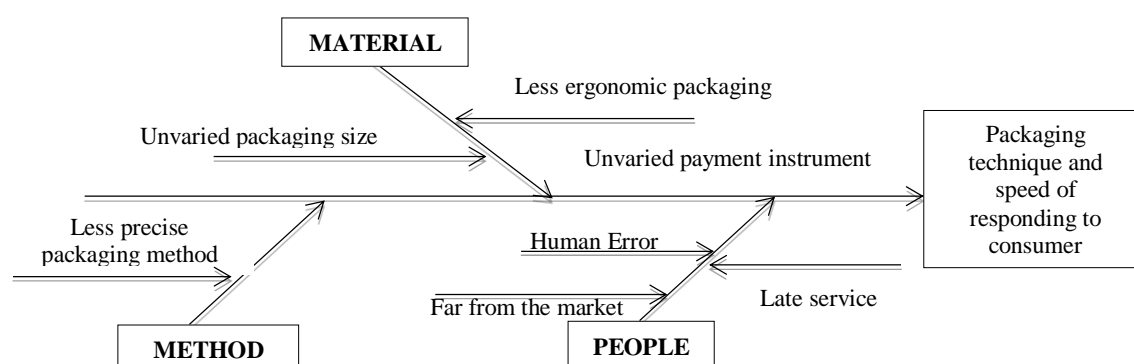 MATERIAL
Less ergonomic packaging
Unvaried packaging size
Unvaried payment instrument
Packaging
technique and
speed of
responding to
consumer
Less precise
packaging method
Human Error
Far from the market
Late service
METHOD
PEOPLE